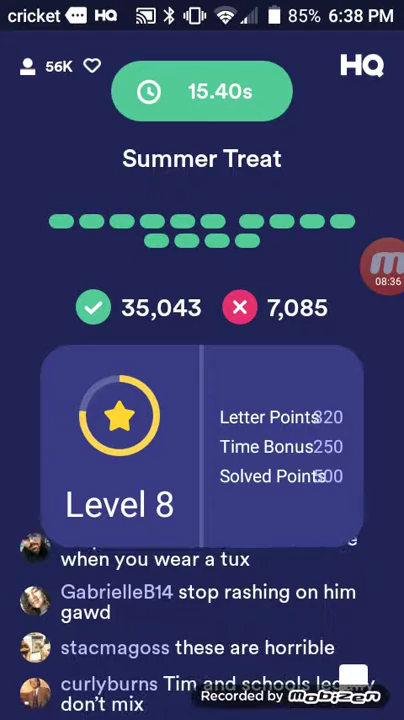 cricket HQ 85% 6:38 PM
56K HQ
15.40s
Summer Treat
08:36
35,043 7,085
Letter Points 320
Time Bonus 250
Solved Points 500
Level 8
when you wear a tux
GabrielleB14 stop rashing on him
gawd
stacmagoss these are horrible
curlyburns Tim and schools
don't mix
Recorded by MOBIZEN